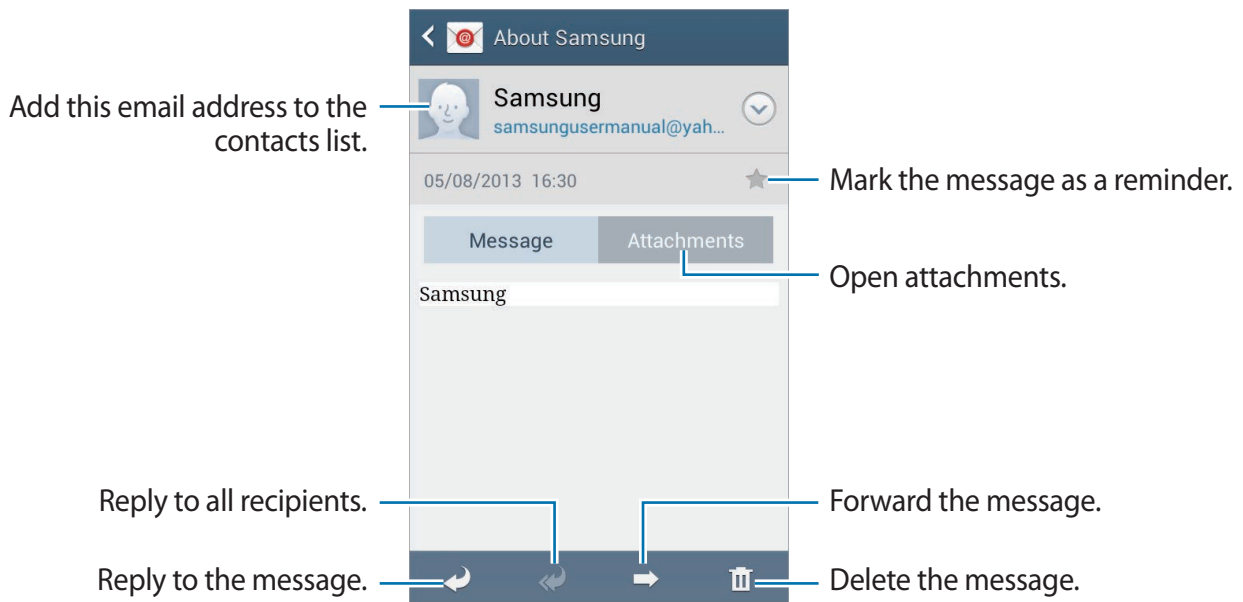 About Samsung
Add this email address to the
contacts list.
Samsung
samsungusermanual@yah...
05/08/2013 16:30
Mark the message as a reminder.
Message
Attachments
Open attachments.
Samsung
Reply to all recipients.
Forward the message.
Reply to the message.
Delete the message.